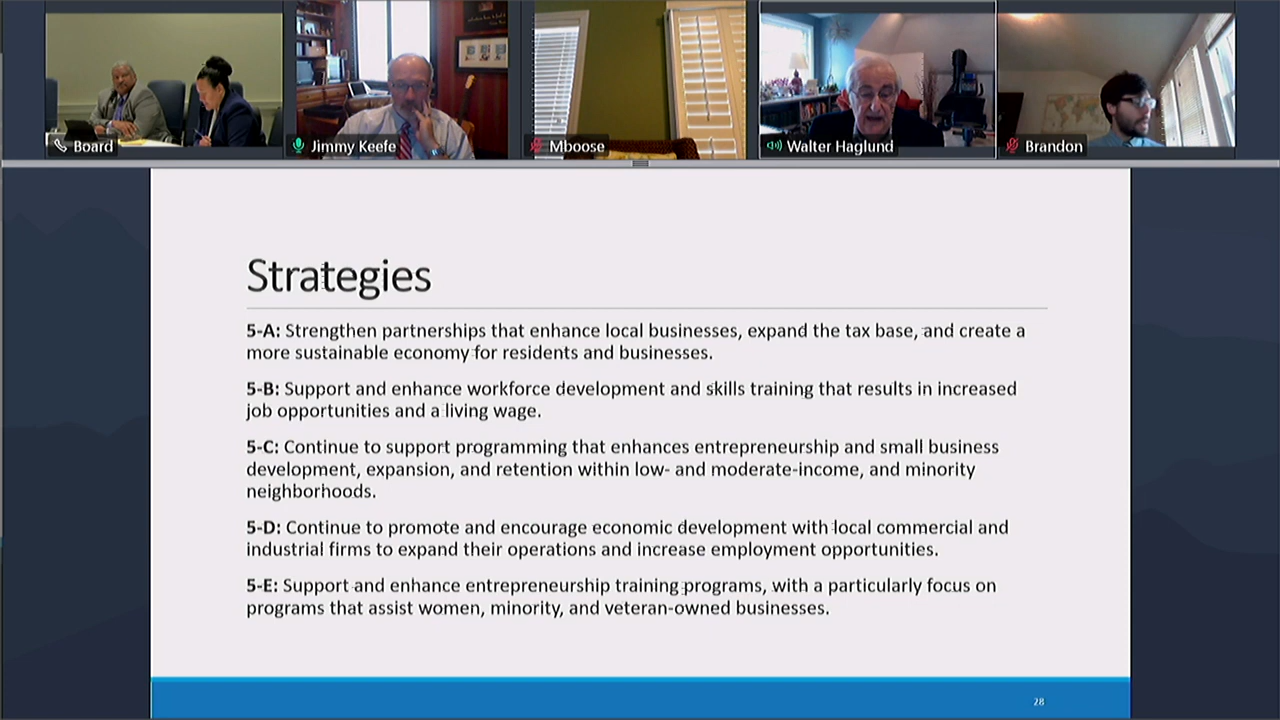 Board
Jimmy Keefe
Mboose
Walter Haglund
Brandon
Strategies
5-A: Strengthen partnerships that enhance local businesses, expand the tax base, and create a
more sustainable economy for residents and businesses.
5-B: Support and enhance workforce development and skills training that results in increased
job opportunities and a living wage.
5-C: Continue to support programming that enhances entrepreneurship and small business
development, expansion, and retention within low- and moderate-income, and minority
neighborhoods.
5-D: Continue to promote and encourage economic development with local commercial and
industrial firms to expand their operations and increase employment opportunities.
5-E: Support and enhance entrepreneurship training programs, with a particularly focus on
programs that assist women, minority, and veteran-owned businesses.
28